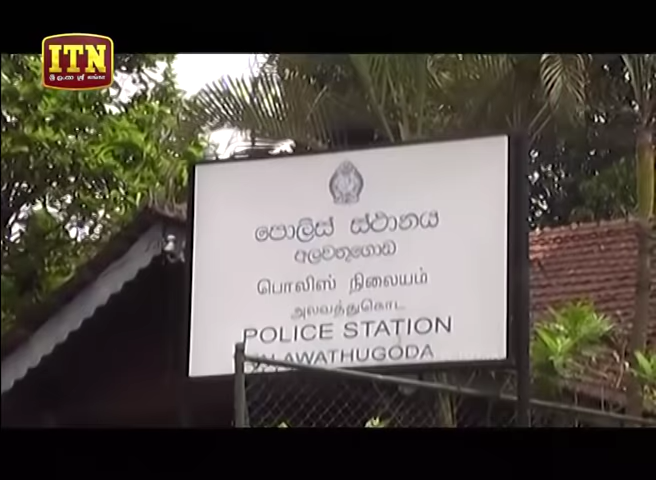 ITN
පොලිස් ස්ථානය
අලවතුගොඩ
பொலிஸ் நிலையம்
அலவத்துகொட
POLICE STATION
ALAWATHUGODA